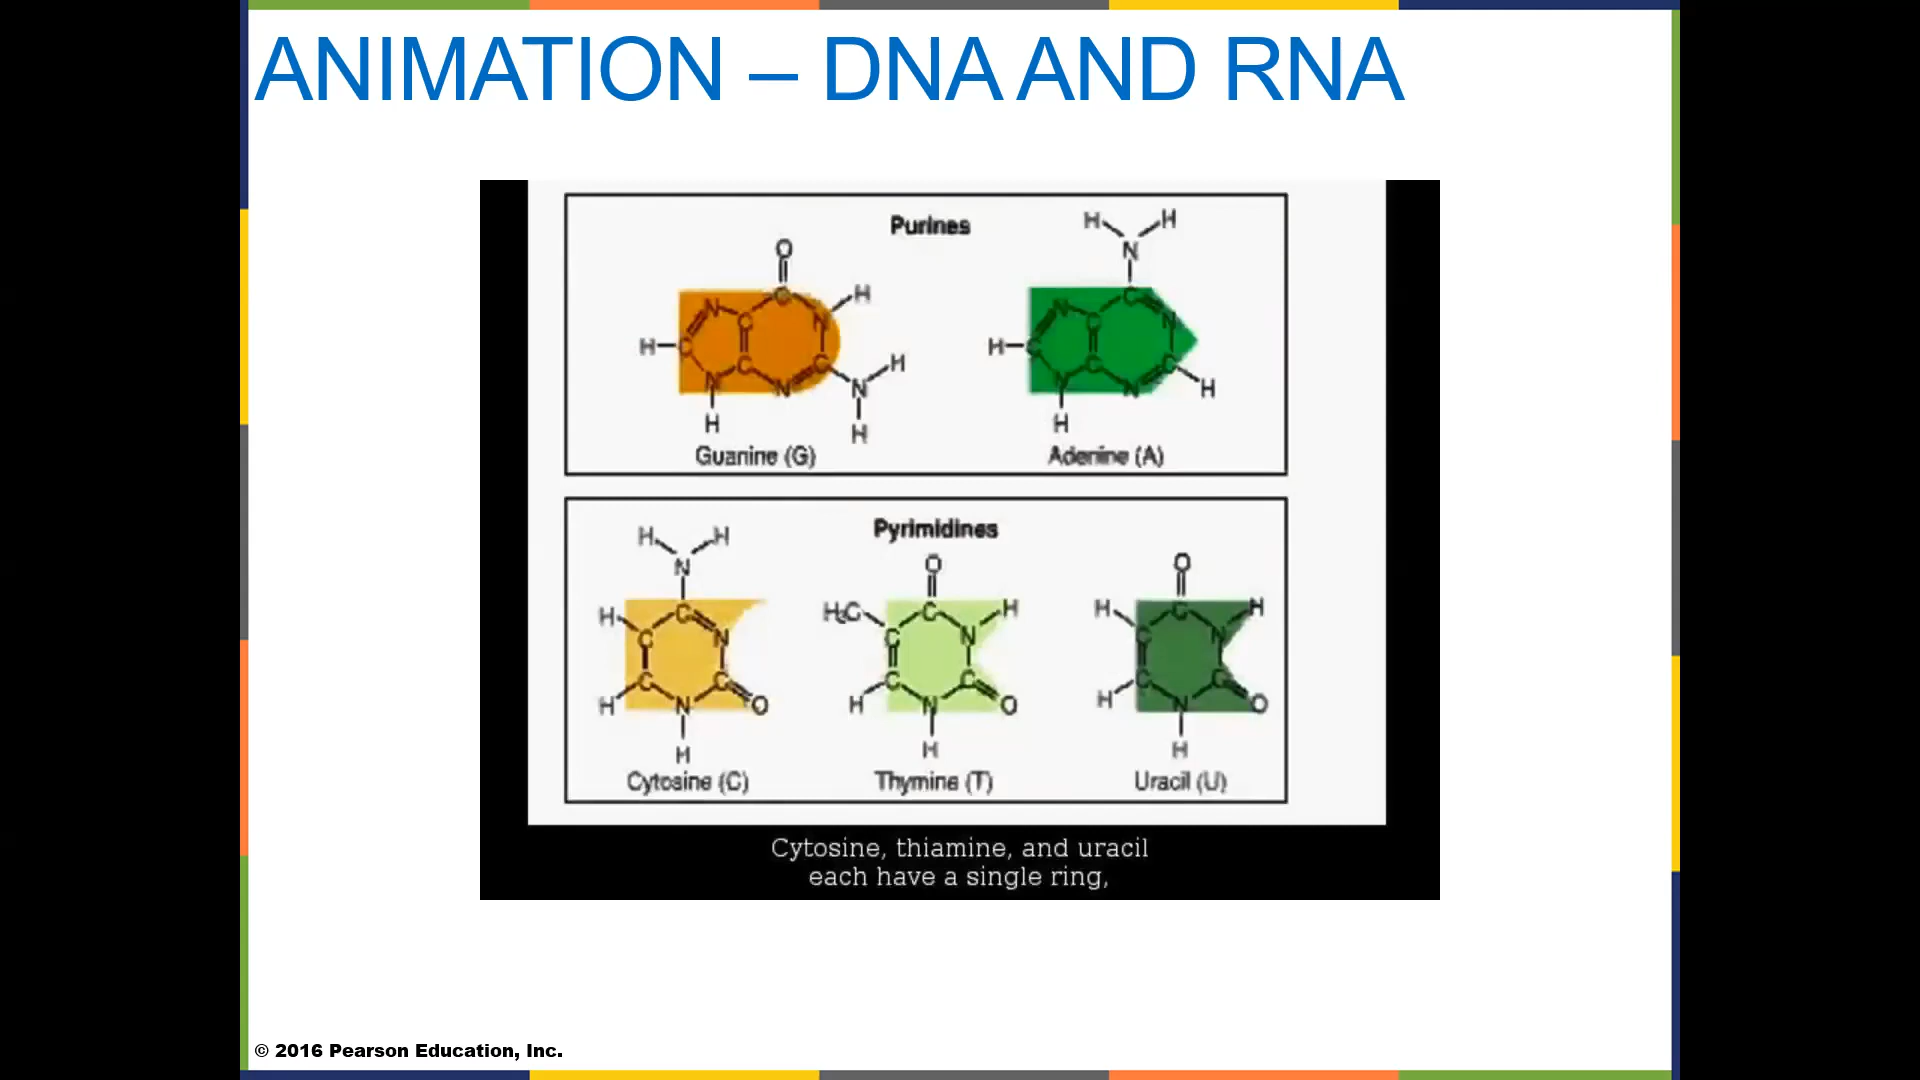 ANIMATION – DNA AND RNA
Purines
O
H
H
N
C
N
H
N
C
N
H
C
C
C
N
N
H
H
H
Guanine (G)
H
H
N
C
N
N
C
H
C
C
C
N
N
H
H
Adenine (A)
Pyrimidines
H
H
N
H
C
C
N
C
C
H
N
O
H
Cytosine (C)
O
H₃C
C
H
C
N
C
C
H
N
O
H
Thymine (T)
O
H
C
H
C
N
C
C
H
N
O
H
Uracil (U)
Cytosine, thiamine, and uracil
each have a single ring,
© 2016 Pearson Education, Inc.